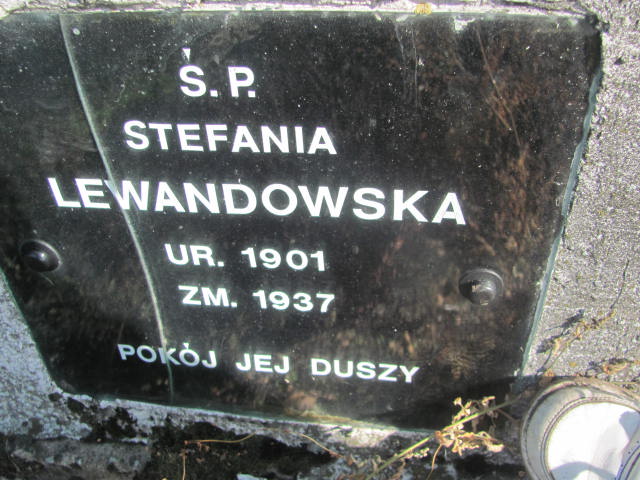 Ś.P.
STEFANIA
LEWANDOWSKA
UR. 1901
ZM. 1937
POKÓJ JEJ DUSZY